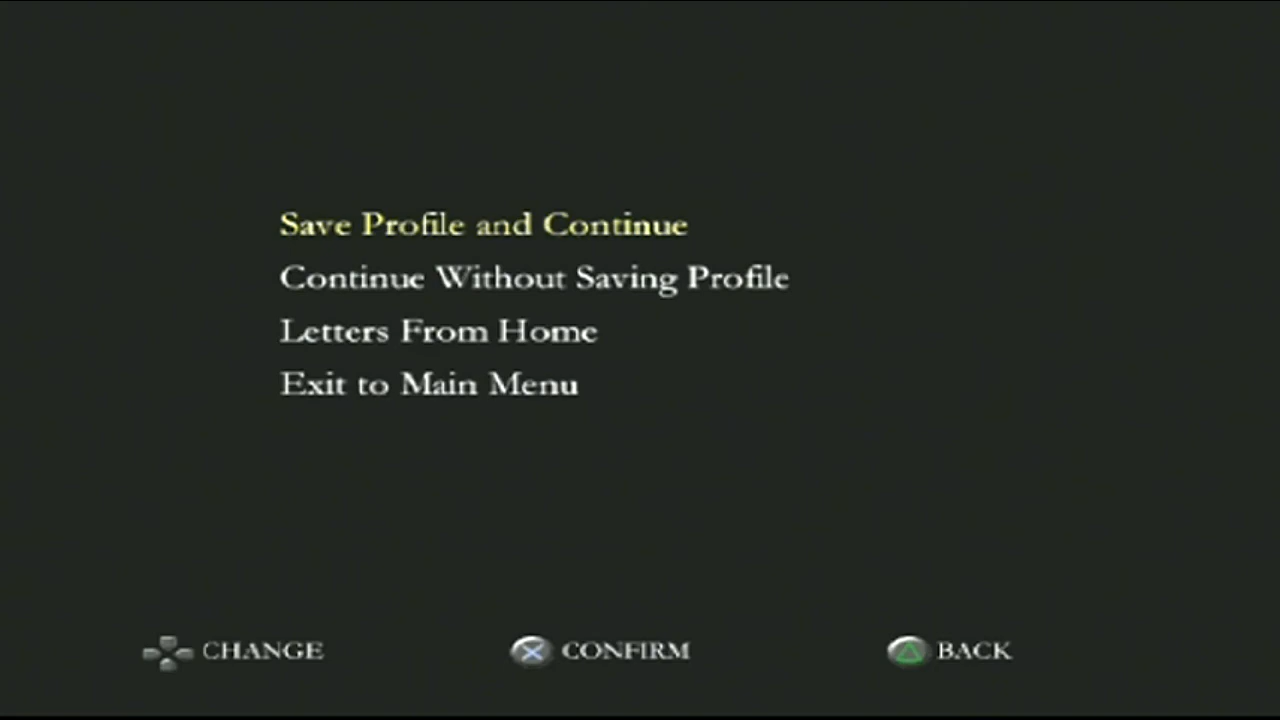 Save Profile and Continue
Continue Without Saving Profile
Letters From Home
Exit to Main Menu
CHANGE CONFIRM BACK